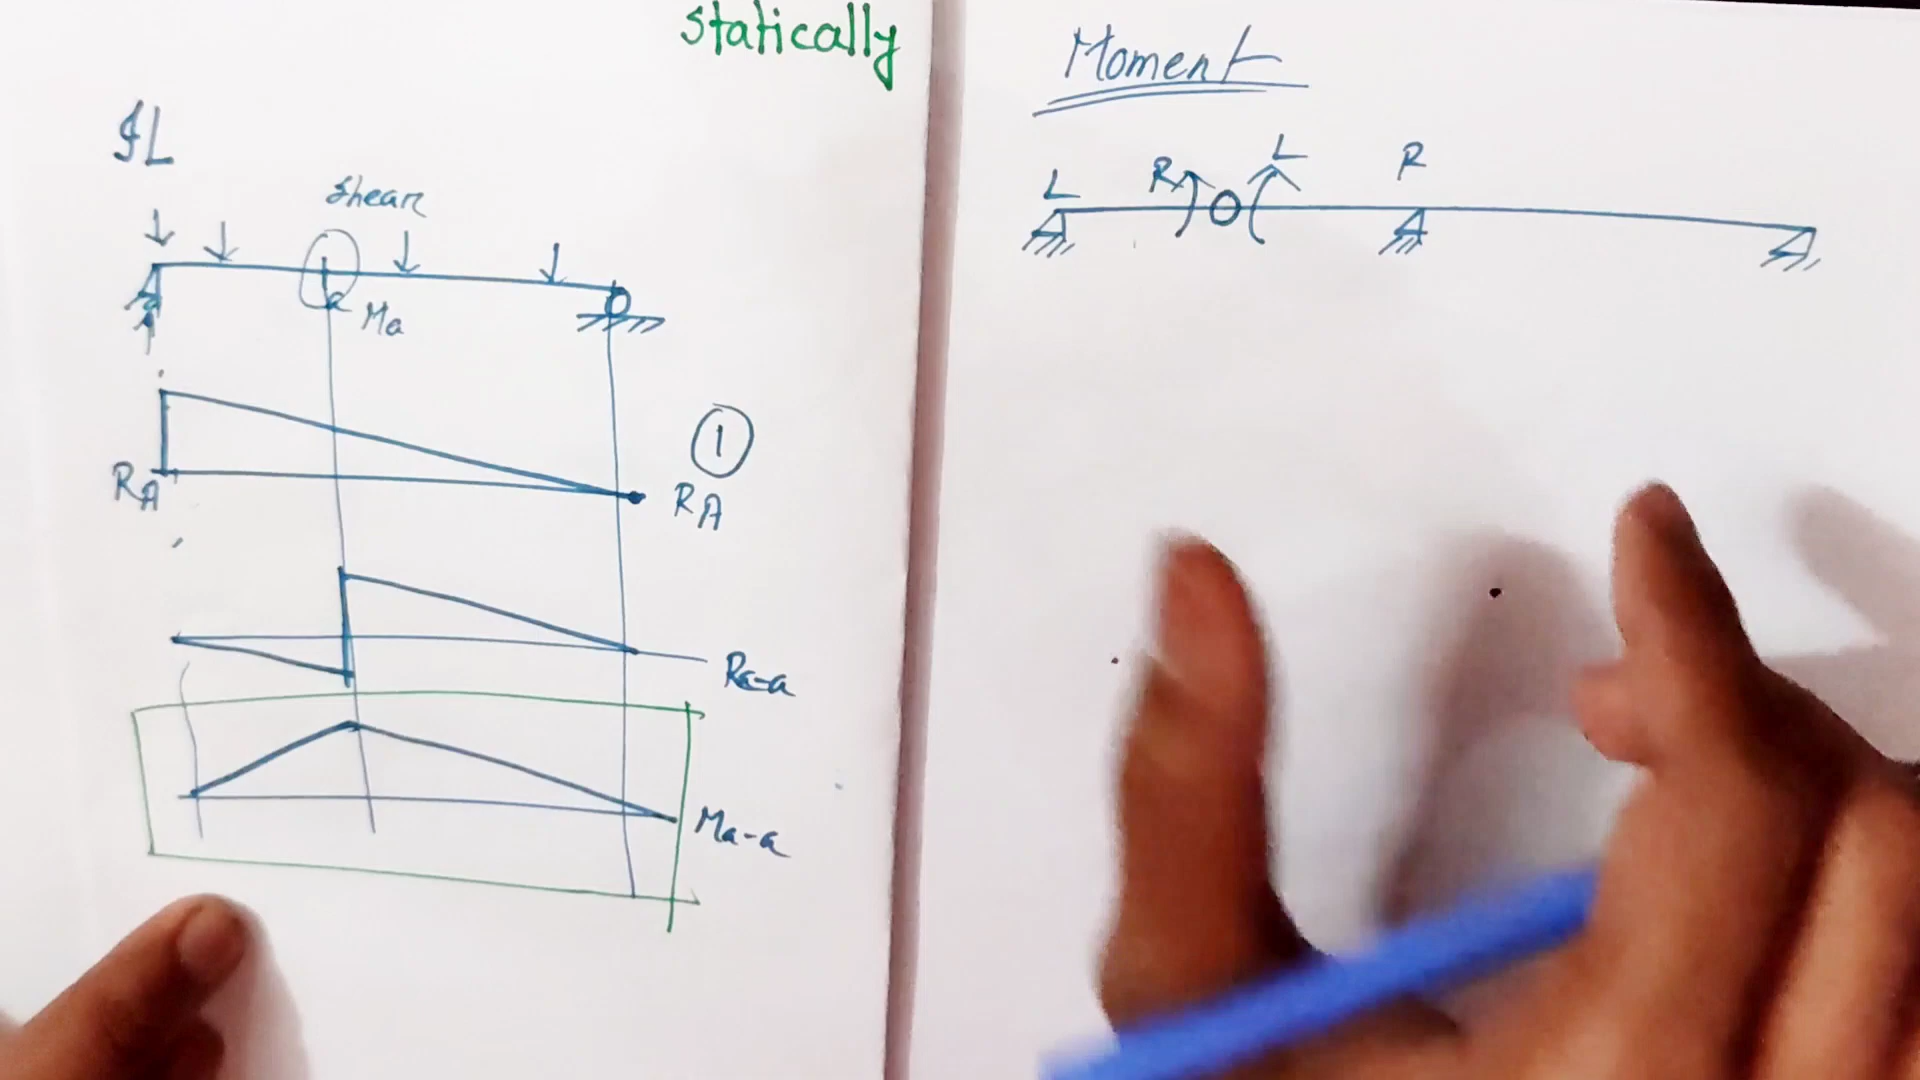 statically
IL
Shear
a
Ma
RA
1
RA
Ra-a
Ma-a
Moment
L
R
L
R